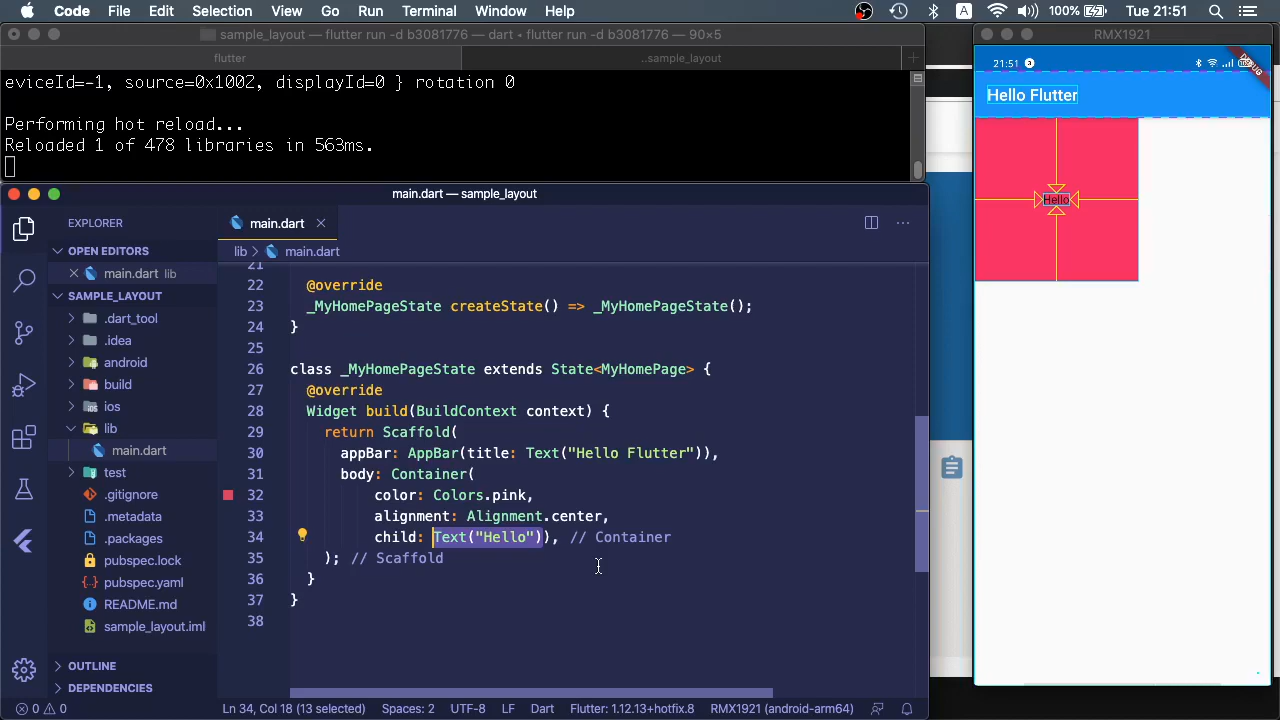 Code File Edit Selection View Go Run Terminal Window Help A 100% Tue 21:51
sample_layout — flutter run -d b3081776 — dart ◂ flutter run -d b3081776 — 90×5
flutter
..sample_layout
eviceId=-1, source=0x1002, displayId=0 } rotation 0
Performing hot reload...
Reloaded 1 of 478 libraries in 563ms.
main.dart — sample_layout
EXPLORER
OPEN EDITORS
main.dart lib
SAMPLE_LAYOUT
.dart_tool
.idea
android
build
ios
lib
main.dart
test
.gitignore
.metadata
.packages
pubspec.lock
pubspec.yaml
README.md
sample_layout.iml
OUTLINE
DEPENDENCIES
main.dart
lib > main.dart
21
22 @override
23 _MyHomePageState createState() => _MyHomePageState();
24 }
25
26 class _MyHomePageState extends State<MyHomePage> {
27 @override
28 Widget build(BuildContext context) {
29 return Scaffold(
30 appBar: AppBar(title: Text("Hello Flutter")),
31 body: Container(
32 color: Colors.pink,
33 alignment: Alignment.center,
34 child: Text("Hello")), // Container
35 ); // Scaffold
36 }
37 }
38
0 0 Ln 34, Col 18 (13 selected) Spaces: 2 UTF-8 LF Dart Flutter: 1.12.13+hotfix.8 RMX1921 (android-arm64)
RMX1921
21:51 3
DEBUG
Hello Flutter
Hello